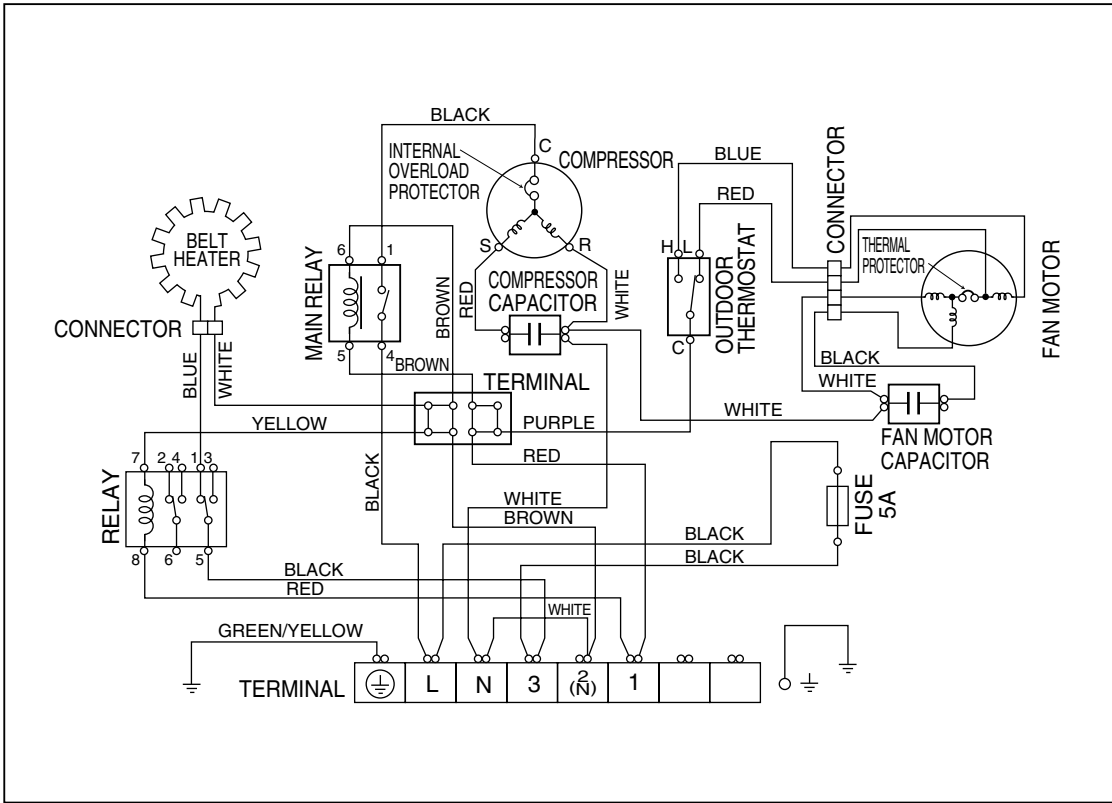 BLACK
C
INTERNAL
OVERLOAD
PROTECTOR
COMPRESSOR
BLUE
RED
CONNECTOR
BELT
HEATER
6
1
S
R
H
L
THERMAL
PROTECTOR
FAN MOTOR
MAIN RELAY
BROWN
RED
COMPRESSOR
CAPACITOR
WHITE
OUTDOOR
THERMOSTAT
CONNECTOR
5
4
C
BLUE
WHITE
BROWN
TERMINAL
BLACK
WHITE
WHITE
YELLOW
PURPLE
FAN MOTOR
CAPACITOR
RELAY
7
2
4
1
3
BLACK
RED
WHITE
BROWN
FUSE
5A
BLACK
BLACK
8
6
5
BLACK
RED
WHITE
GREEN/YELLOW
TERMINAL
L
N
3
2
(N)
1